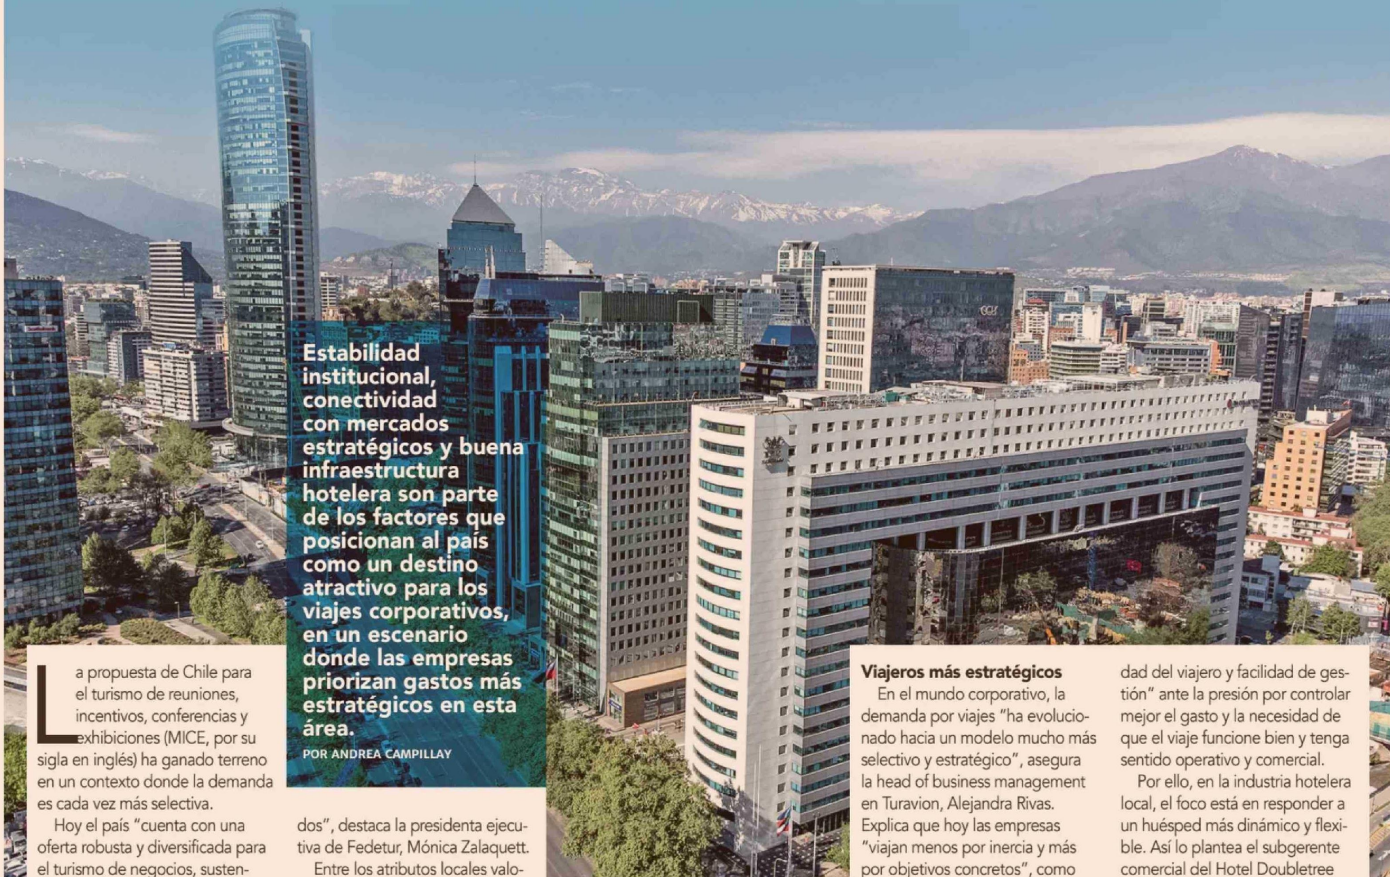 Estabilidad
institucional,
conectividad
con mercados
estratégicos y buena
infraestructura
hotelera son parte
de los factores que
posicionan al país
como un destino
atractivo para los
viajes corporativos,
en un escenario
donde las empresas
priorizan gastos más
estratégicos en esta
área.
POR ANDREA CAMPILLAY
La propuesta de Chile para
el turismo de reuniones,
incentivos, conferencias y
exhibiciones (MICE, por su
sigla en inglés) ha ganado terreno
en un contexto donde la demanda
es cada vez más selectiva.
Hoy el país “cuenta con una
oferta robusta y diversificada para
el turismo de negocios, susten-
dos”, destaca la presidenta ejecu-
tiva de Fedetur, Mónica Zalaquett.
Entre los atributos locales valo-
Viajeros más estratégicos
En el mundo corporativo, la
demanda por viajes “ha evolucio-
nado hacia un modelo mucho más
selectivo y estratégico”, asegura
la head of business management
en Turavion, Alejandra Rivas.
Explica que hoy las empresas
“viajan menos por inercia y más
por objetivos concretos”, como
dad del viajero y facilidad de ges-
tión” ante la presión por controlar
mejor el gasto y la necesidad de
que el viaje funcione bien y tenga
sentido operativo y comercial.
Por ello, en la industria hotelera
local, el foco está en responder a
un huésped más dinámico y flexi-
ble. Así lo plantea el subgerente
comercial del Hotel Doubletree